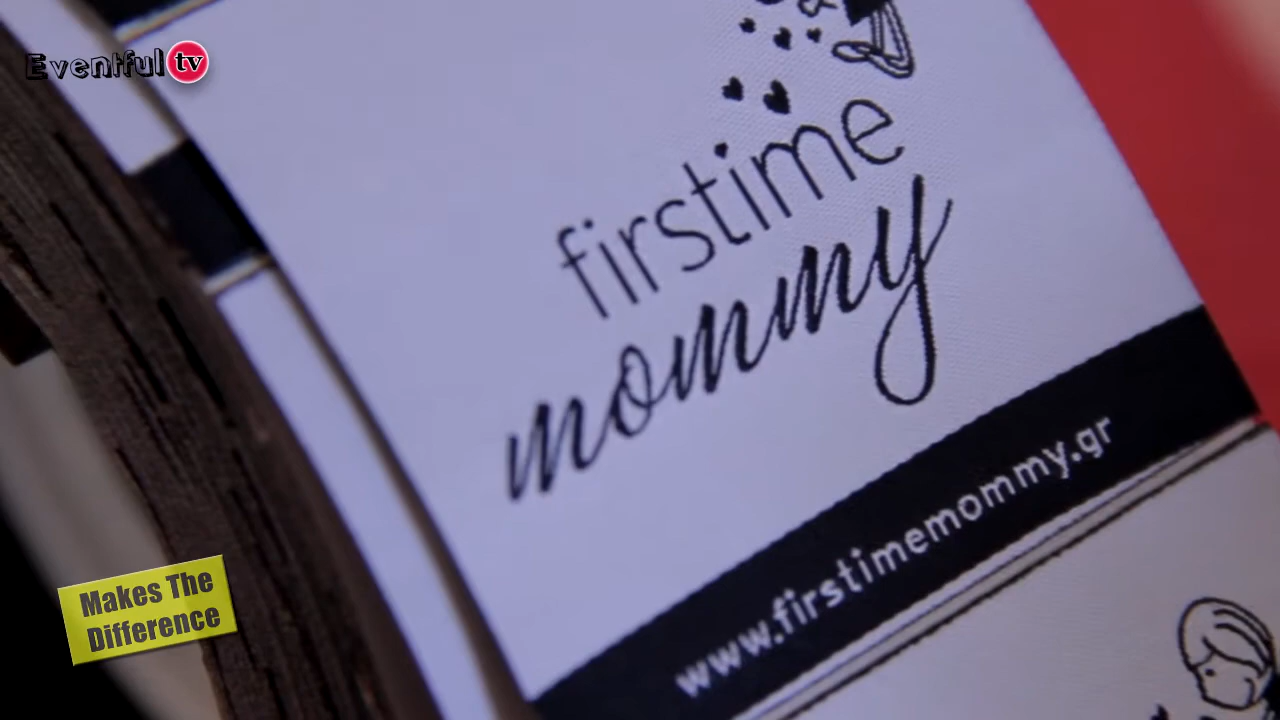 Eventful tv
firstime
mommy
www.firstimemommy.gr
Makes The
Difference